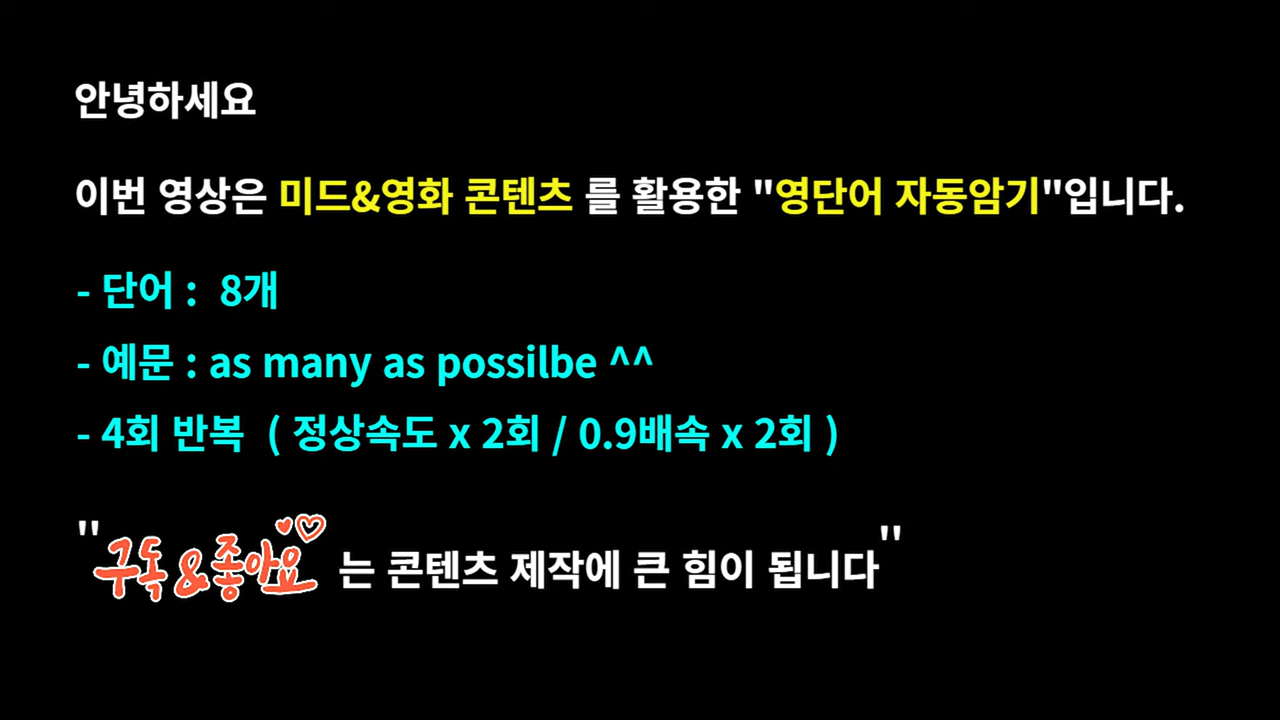 안녕하세요
이번 영상은 미드&영화 콘텐츠 를 활용한 "영단어 자동암기"입니다.
- 단어 : 8개
- 예문 : as many as possilbe ^^
- 4회 반복 ( 정상속도 x 2회 / 0.9배속 x 2회 )
"구독&좋아요 는 콘텐츠 제작에 큰 힘이 됩니다"